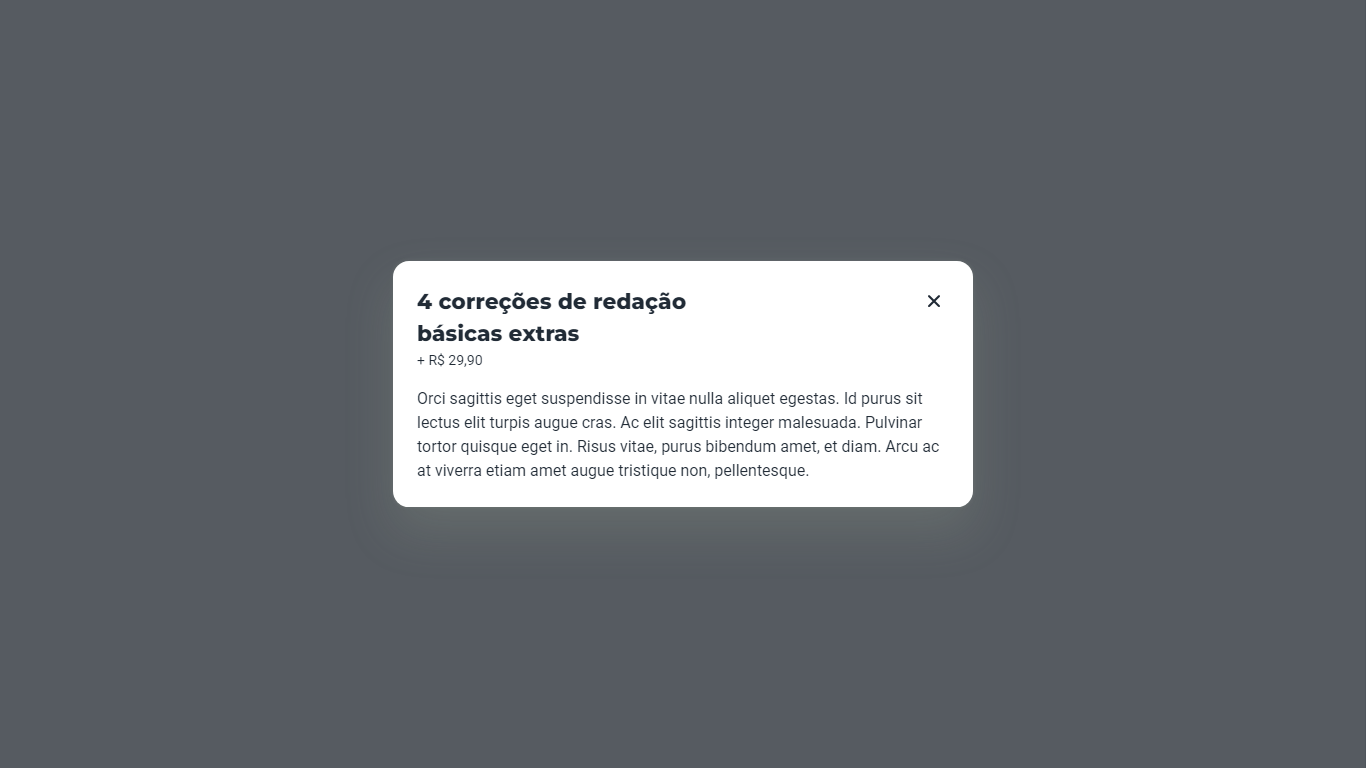 4 correções de redação
básicas extras
+ R$ 29,90
Orci sagittis eget suspendisse in vitae nulla aliquet egestas. Id purus sit
lectus elit turpis augue cras. Ac elit sagittis integer malesuada. Pulvinar
tortor quisque eget in. Risus vitae, purus bibendum amet, et diam. Arcu ac
at viverra etiam amet augue tristique non, pellentesque.